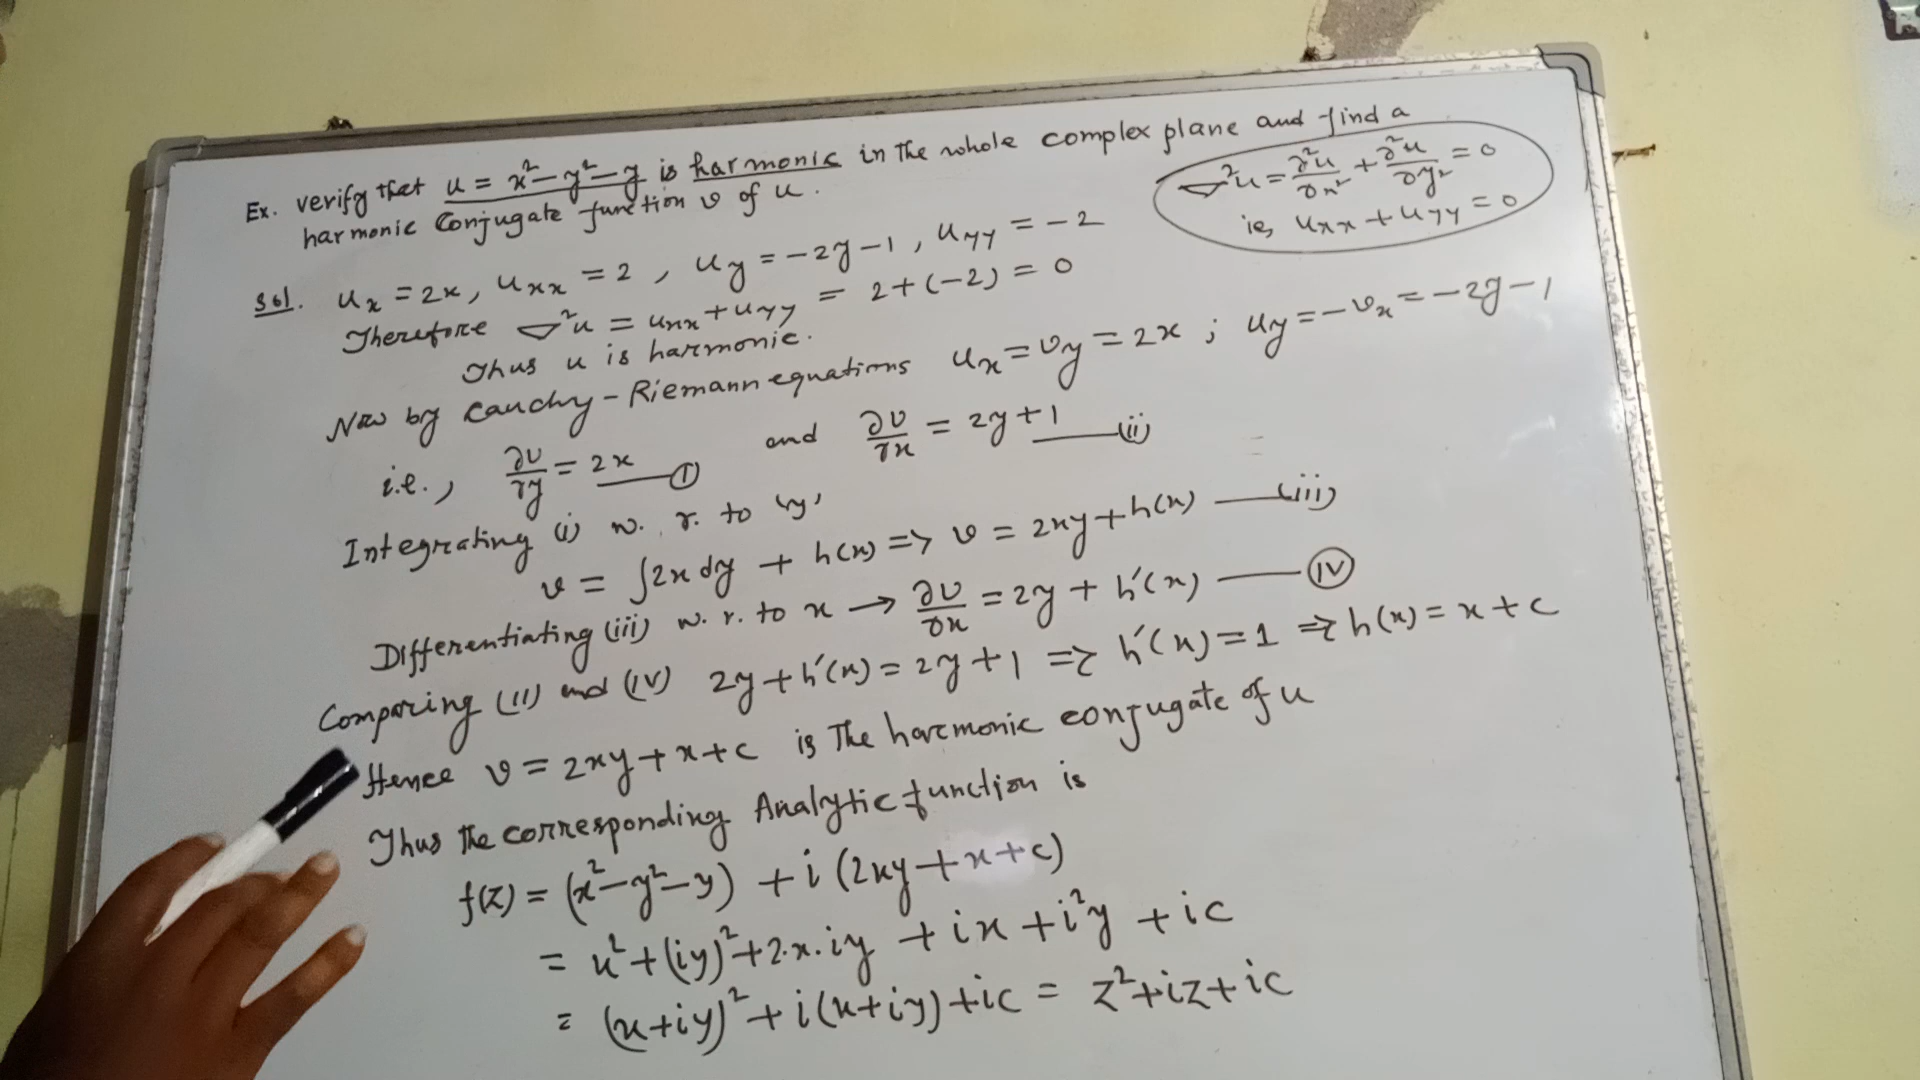 Ex. verify that u = x² - y² - y is harmonic in the whole complex plane and find a
harmonic conjugate function v of u.
▽²u = ∂²u/∂x² + ∂²u/∂y² = 0
ie, uxx + uyy = 0
Sol. ux = 2x, uxx = 2, uy = -2y-1, uyy = -2
Therefore ▽²u = uxx + uyy = 2+(-2) = 0
Thus u is harmonic.
Now by Cauchy-Riemann equations ux = vy = 2x ; uy = -vx = -2y-1
i.e., ∂v/∂y = 2x —(I) and ∂v/∂x = 2y+1 —(ii)
Integrating (i) w. r. to 'y'
v = ∫2x dy + h(x) => v = 2xy + h(x) —(iii)
Differentiating (iii) w. r. to x → ∂v/∂x = 2y + h'(x) —(IV)
Comparing (II) and (IV) 2y + h'(x) = 2y + 1 => h'(x) = 1 => h(x) = x + c
Hence v = 2xy + x + c is the harmonic conjugate of u
Thus the corresponding Analytic function is
f(z) = (x² - y² - y) + i (2xy + x + c)
= x² + (iy)² + 2.x.iy + ix + i²y + ic
= (x+iy)² + i(x+iy) + ic = z² + iz + ic